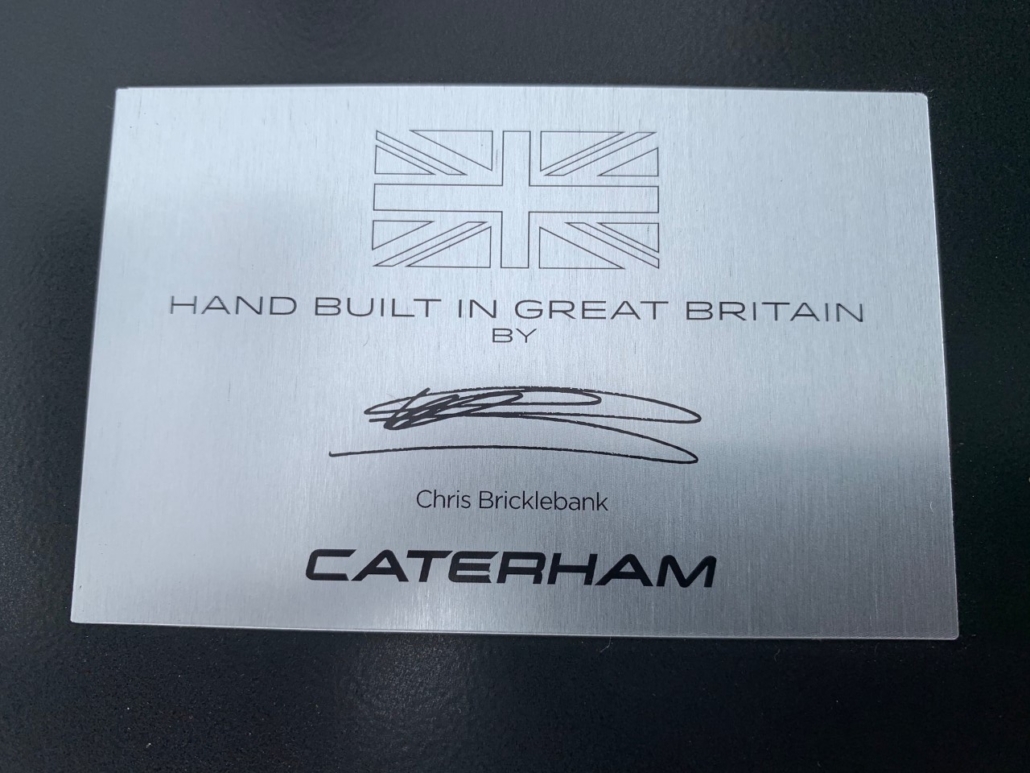 HAND BUILT IN GREAT BRITAIN
BY
Chris Bricklebank
CATERHAM